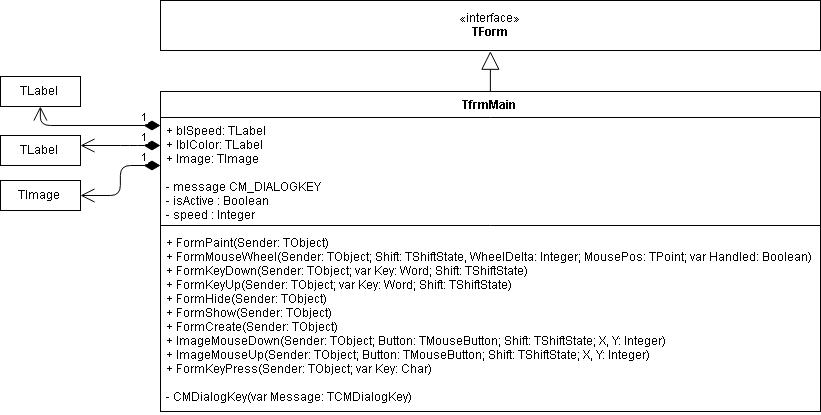 «interface»
TForm
TLabel
TLabel
TImage
1
1
1
TfrmMain
+ blSpeed: TLabel
+ lblColor: TLabel
+ Image: TImage
- message CM_DIALOGKEY
- isActive : Boolean
- speed : Integer
+ FormPaint(Sender: TObject)
+ FormMouseWheel(Sender: TObject; Shift: TShiftState, WheelDelta: Integer; MousePos: TPoint; var Handled: Boolean)
+ FormKeyDown(Sender: TObject; var Key: Word; Shift: TShiftState)
+ FormKeyUp(Sender: TObject; var Key: Word; Shift: TShiftState)
+ FormHide(Sender: TObject)
+ FormShow(Sender: TObject)
+ FormCreate(Sender: TObject)
+ ImageMouseDown(Sender: TObject; Button: TMouseButton; Shift: TShiftState; X, Y: Integer)
+ ImageMouseUp(Sender: TObject; Button: TMouseButton; Shift: TShiftState; X, Y: Integer)
+ FormKeyPress(Sender: TObject; var Key: Char)
- CMDialogKey(var Message: TCMDialogKey)